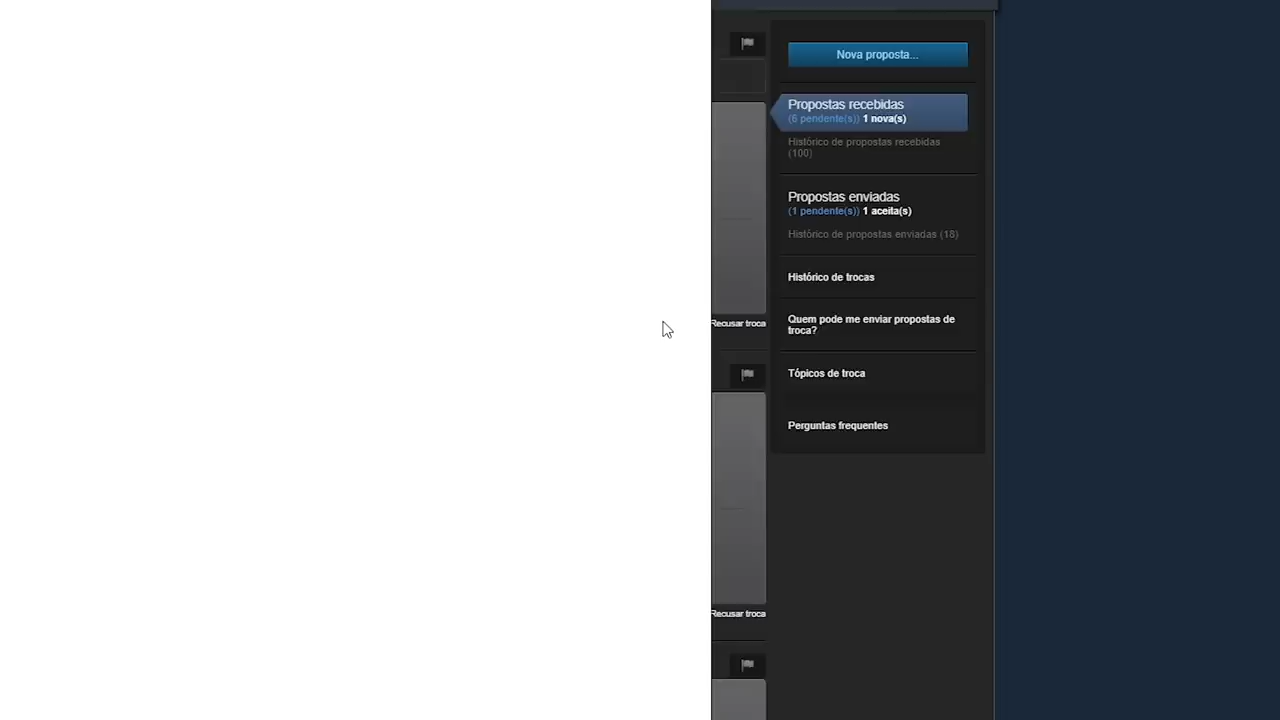 Nova proposta...
Propostas recebidas
(6 pendente(s)) 1 nova(s)
Histórico de propostas recebidas
(100)
Propostas enviadas
(1 pendente(s)) 1 aceita(s)
Histórico de propostas enviadas (18)
Histórico de trocas
Recusar troca
Quem pode me enviar propostas de
troca?
Tópicos de troca
Perguntas frequentes
Recusar troca